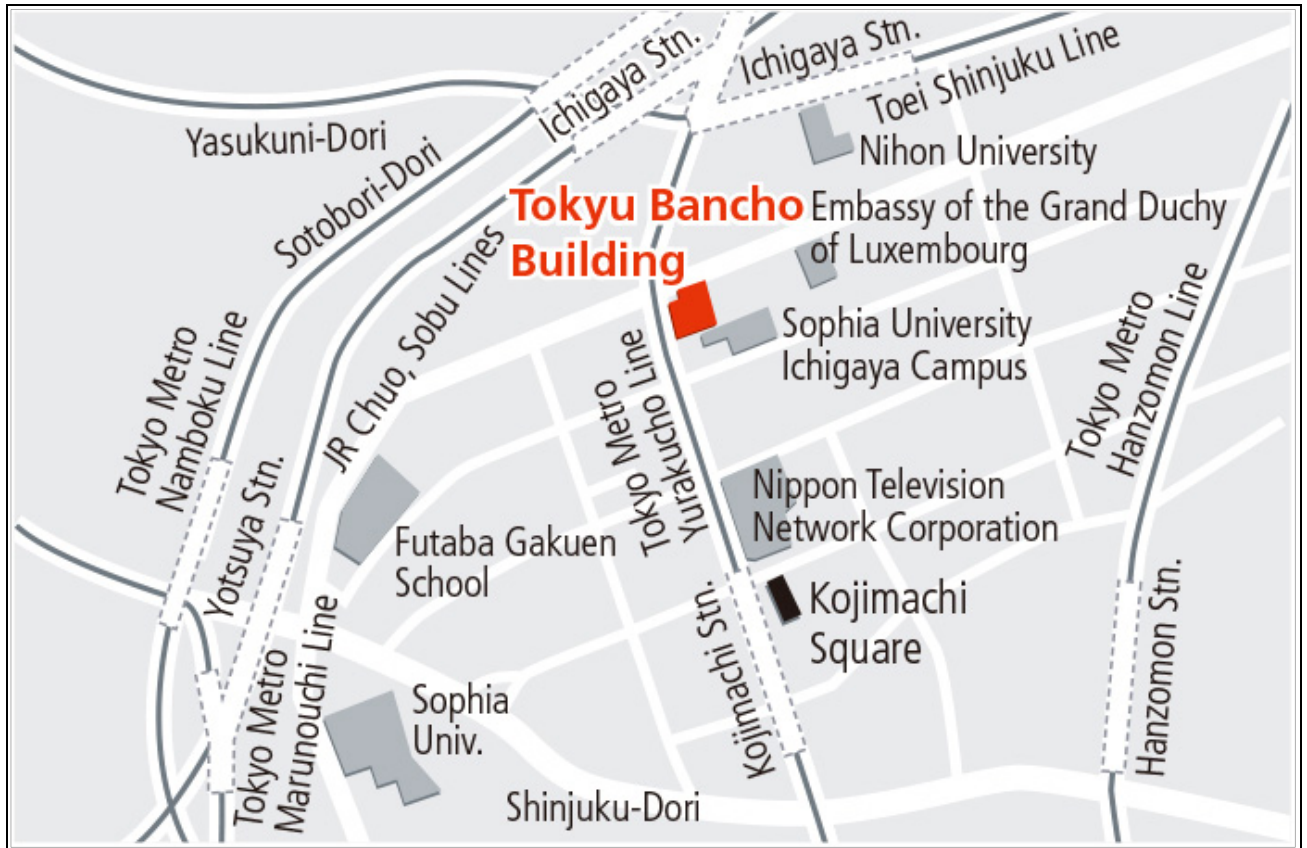 Ichigaya Stn.
Ichigaya Stn.
Toei Shinjuku Line
Yasukuni-Dori
Nihon University
Sotobori-Dori
Tokyu Bancho
Building
Embassy of the Grand Duchy
of Luxembourg
JR Chuo, Sobu Lines
Sophia University
Ichigaya Campus
Tokyo Metro
Namboku Line
Tokyo Metro
Yurakucho Line
Tokyo Metro
Hanzomon Line
Yotsuya Stn.
Futaba Gakuen
School
Nippon Television
Network Corporation
Kojimachi
Square
Kojimachi Stn.
Hanzomon Stn.
Tokyo Metro
Marunouchi Line
Sophia
Univ.
Shinjuku-Dori